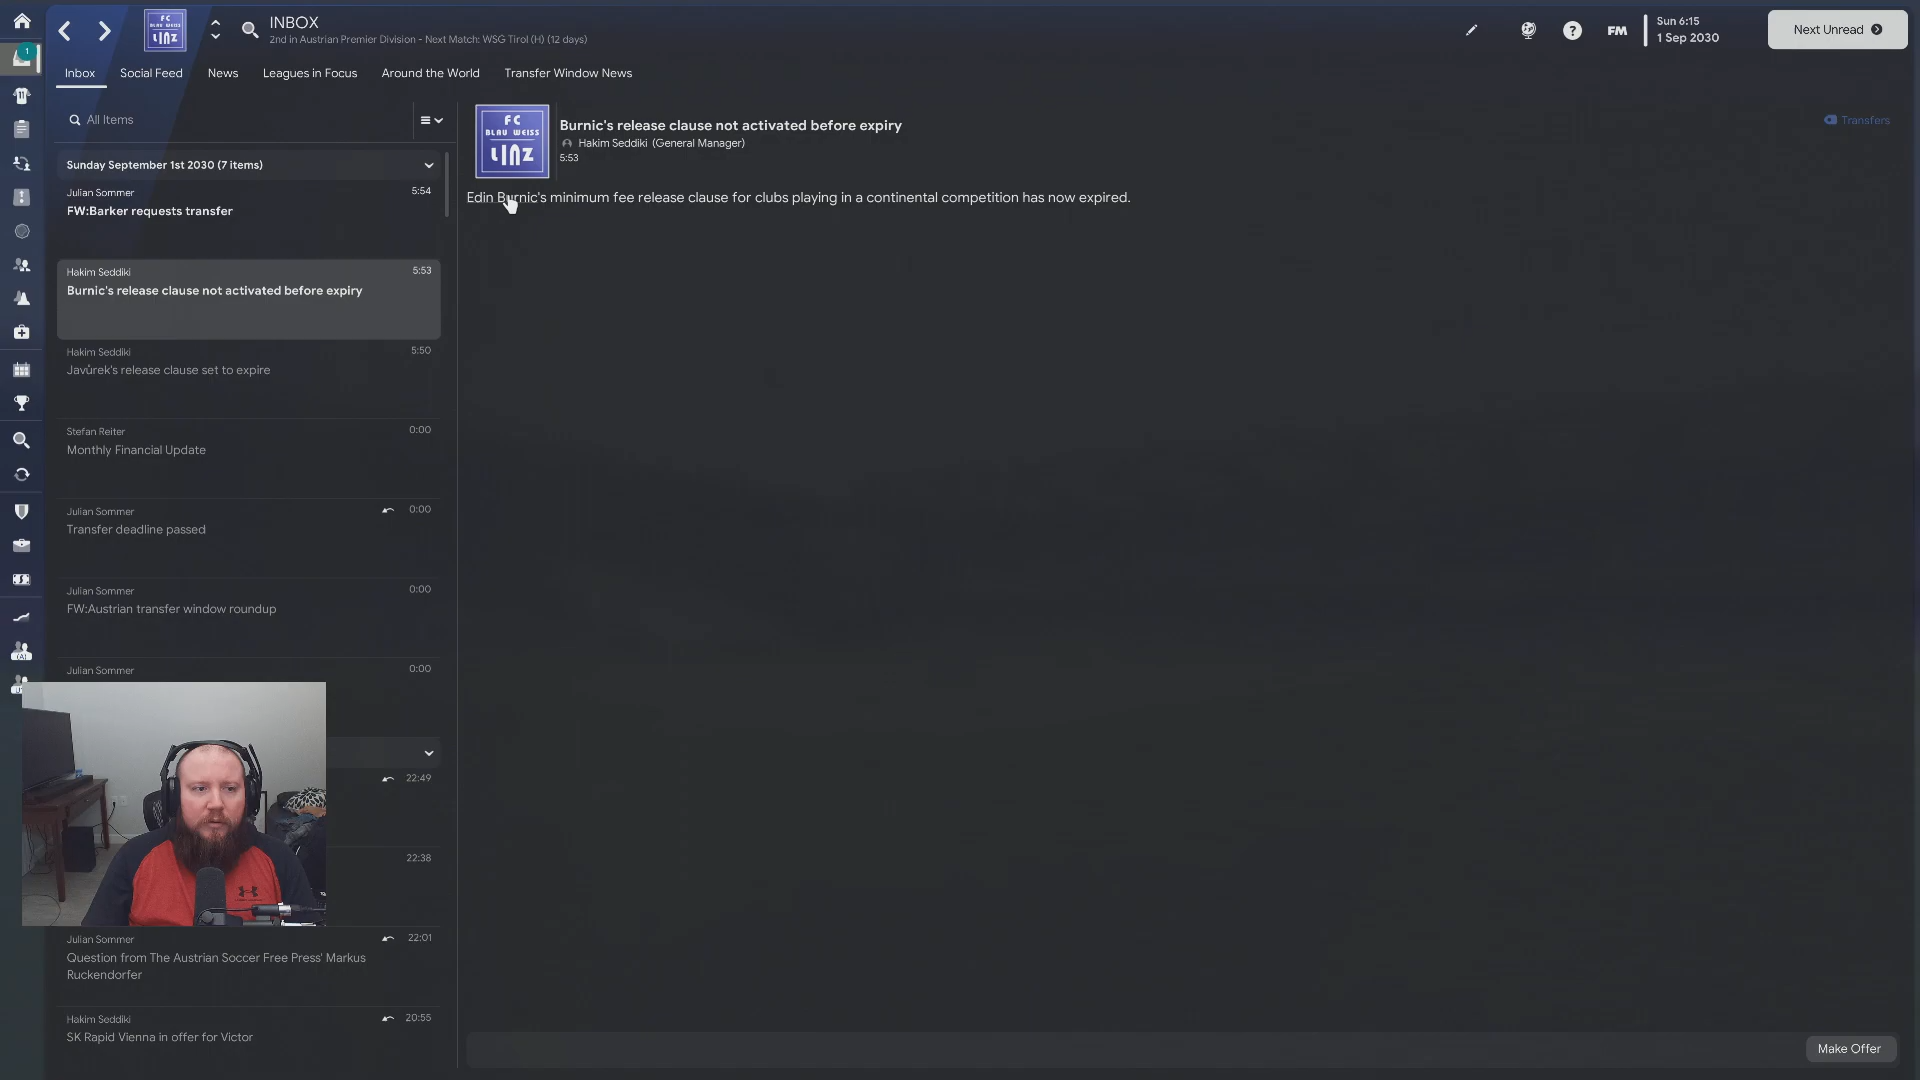 FC
BLAU WEISS
LINZ
INBOX
2nd in Austrian Premier Division - Next Match: WSG Tirol (H) (12 days)
FM
Sun 6:15
1 Sep 2030
Next Unread
1
Inbox
Social Feed
News
Leagues in Focus
Around the World
Transfer Window News
All Items
Sunday September 1st 2030 (7 items)
Julian Sommer
5:54
FW:Barker requests transfer
Hakim Seddiki
5:53
Burnic's release clause not activated before expiry
Hakim Seddiki
5:50
Javůrek's release clause set to expire
Stefan Reiter
0:00
Monthly Financial Update
Julian Sommer
0:00
Transfer deadline passed
Julian Sommer
0:00
FW:Austrian transfer window roundup
Julian Sommer
0:00
22:49
22:38
Julian Sommer
22:01
Question from The Austrian Soccer Free Press' Markus
Ruckendorfer
Hakim Seddiki
20:55
SK Rapid Vienna in offer for Victor
FC
BLAU WEISS
LINZ
Burnic's release clause not activated before expiry
Hakim Seddiki (General Manager)
5:53
Transfers
Edin Burnic's minimum fee release clause for clubs playing in a continental competition has now expired.
Make Offer